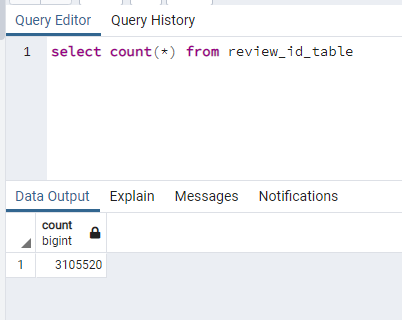 Query Editor Query History
1 select count(*) from review_id_table
Data Output Explain Messages Notifications
count
bigint
1 3105520